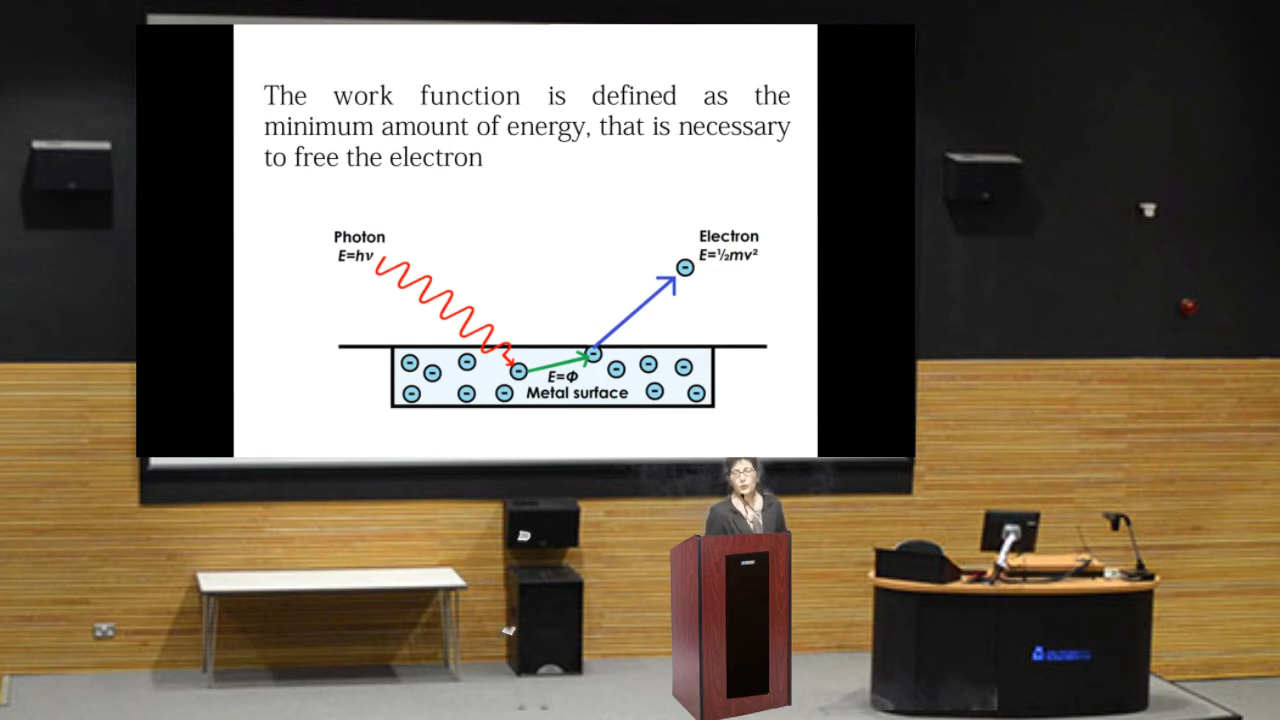 The work function is defined as the
minimum amount of energy, that is necessary
to free the electron
Photon
E=hν
Electron
E=½mv²
E=Φ
Metal surface